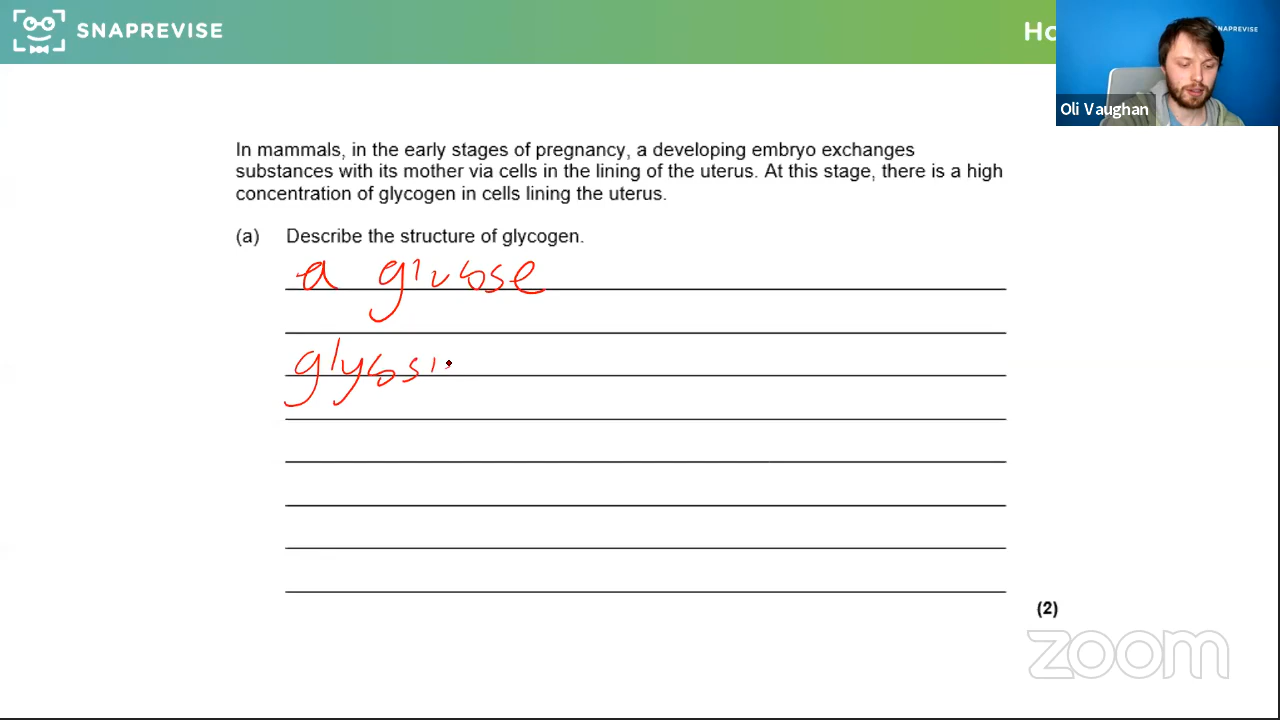 SNAPREVISE
Ho
SNAPREVISE
Oli Vaughan
In mammals, in the early stages of pregnancy, a developing embryo exchanges
substances with its mother via cells in the lining of the uterus. At this stage, there is a high
concentration of glycogen in cells lining the uterus.
(a) Describe the structure of glycogen.
a glucose
glycosi
(2)
zoom